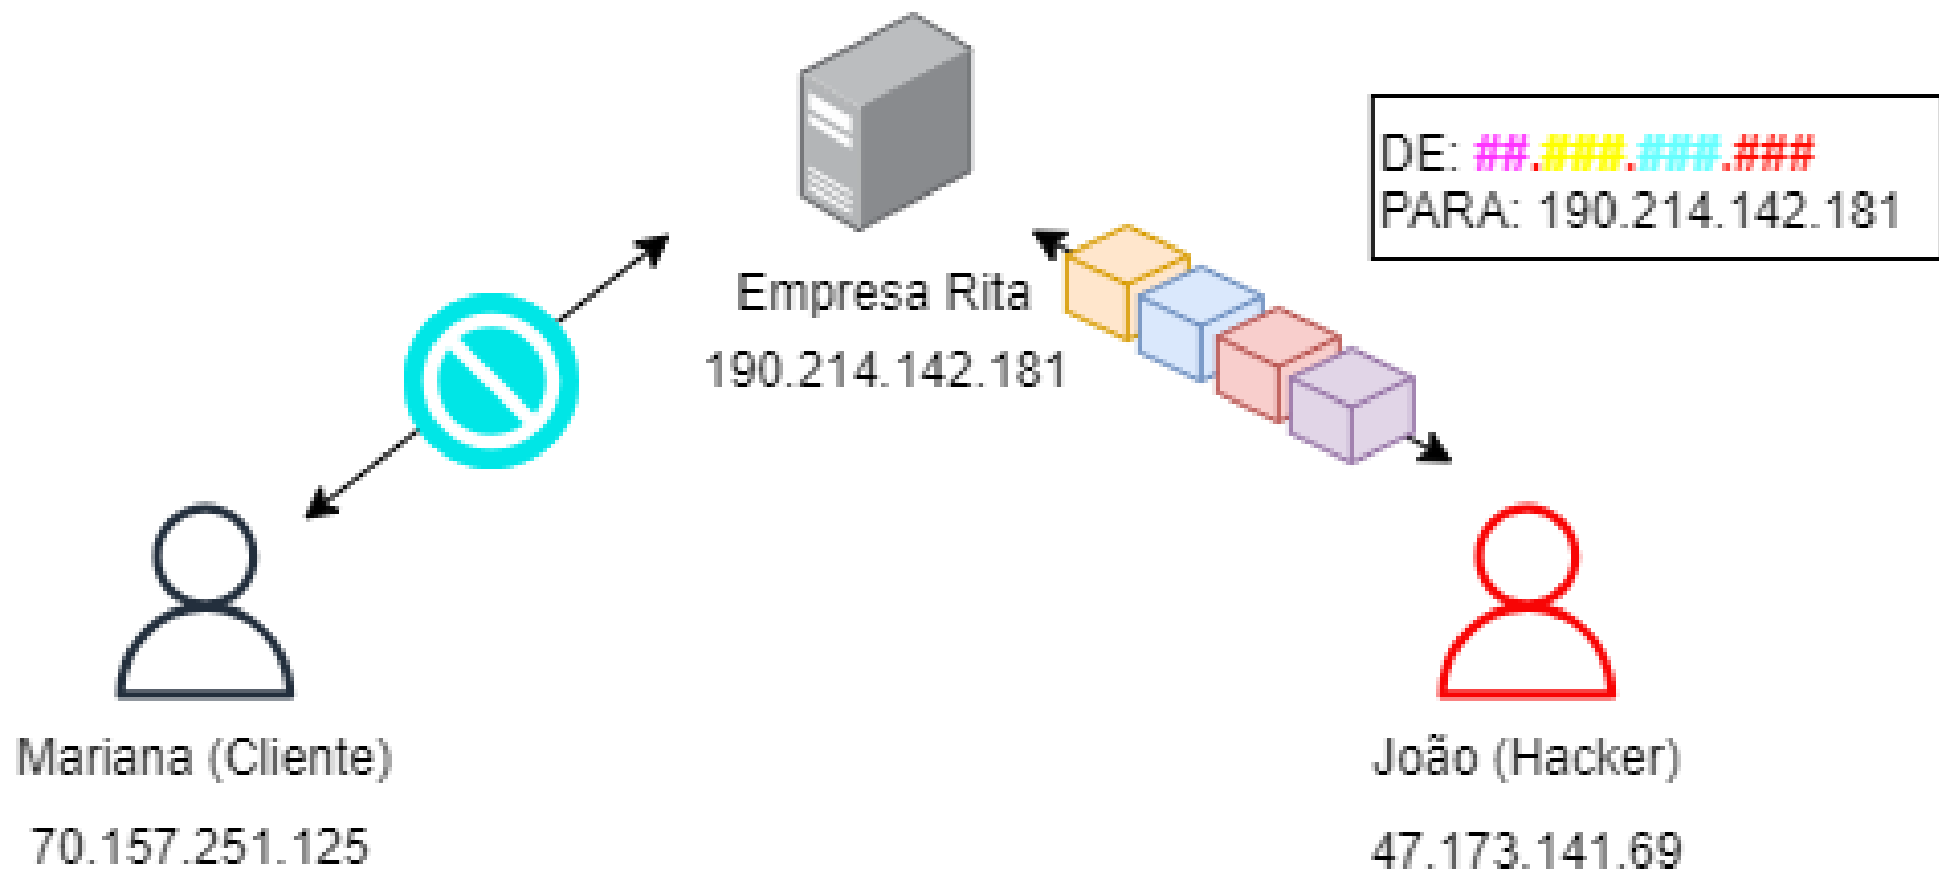 DE: ##.###.###.###
PARA: 190.214.142.181
Empresa Rita
190.214.142.181
Mariana (Cliente)
70.157.251.125
João (Hacker)
47.173.141.69